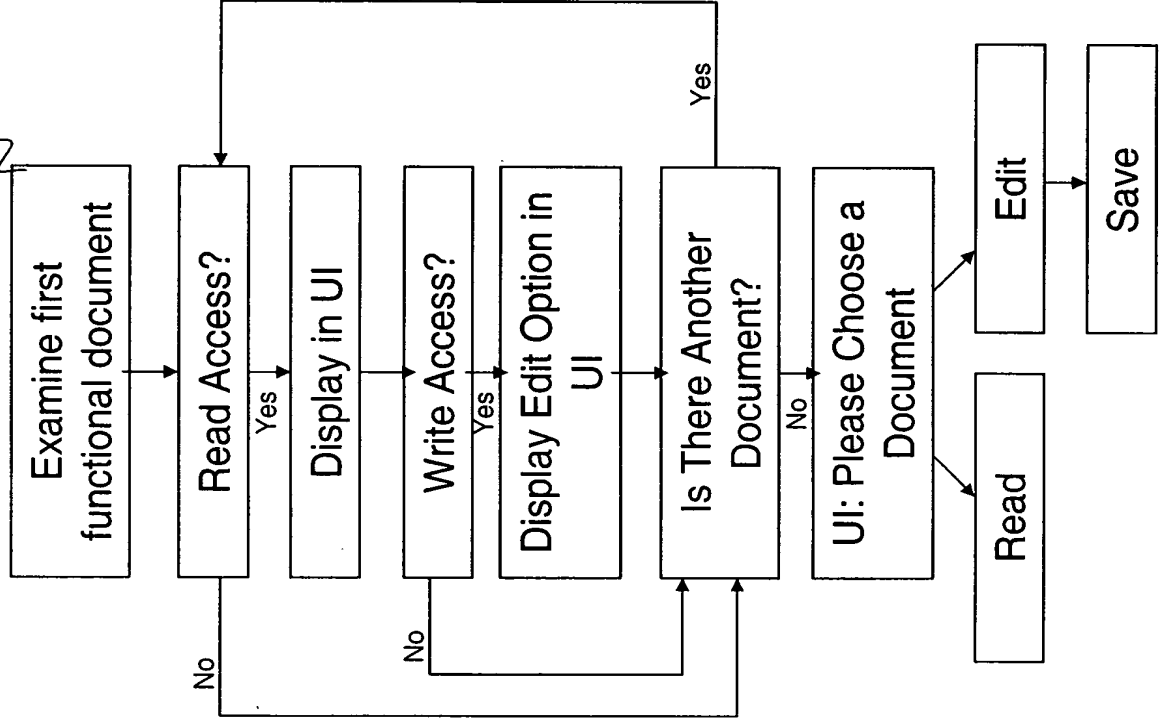 Examine first
functional document
Read Access?
Yes
No
Display in UI
Write Access?
Yes
No
Display Edit Option in
UI
Is There Another
Document?
Yes
No
UI: Please Choose a
Document
Read
Edit
Save